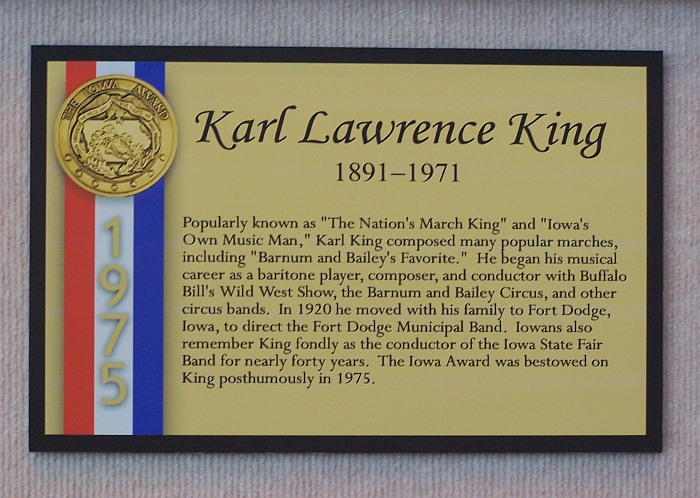 THE IOWA AWARD
1975
Karl Lawrence King
1891–1971
Popularly known as "The Nation's March King" and "Iowa's
Own Music Man," Karl King composed many popular marches,
including "Barnum and Bailey's Favorite."  He began his musical
career as a baritone player, composer, and conductor with Buffalo
Bill's Wild West Show, the Barnum and Bailey Circus, and other
circus bands.  In 1920 he moved with his family to Fort Dodge,
Iowa, to direct the Fort Dodge Municipal Band.  Iowans also
remember King fondly as the conductor of the Iowa State Fair
Band for nearly forty years.  The Iowa Award was bestowed on
King posthumously in 1975.